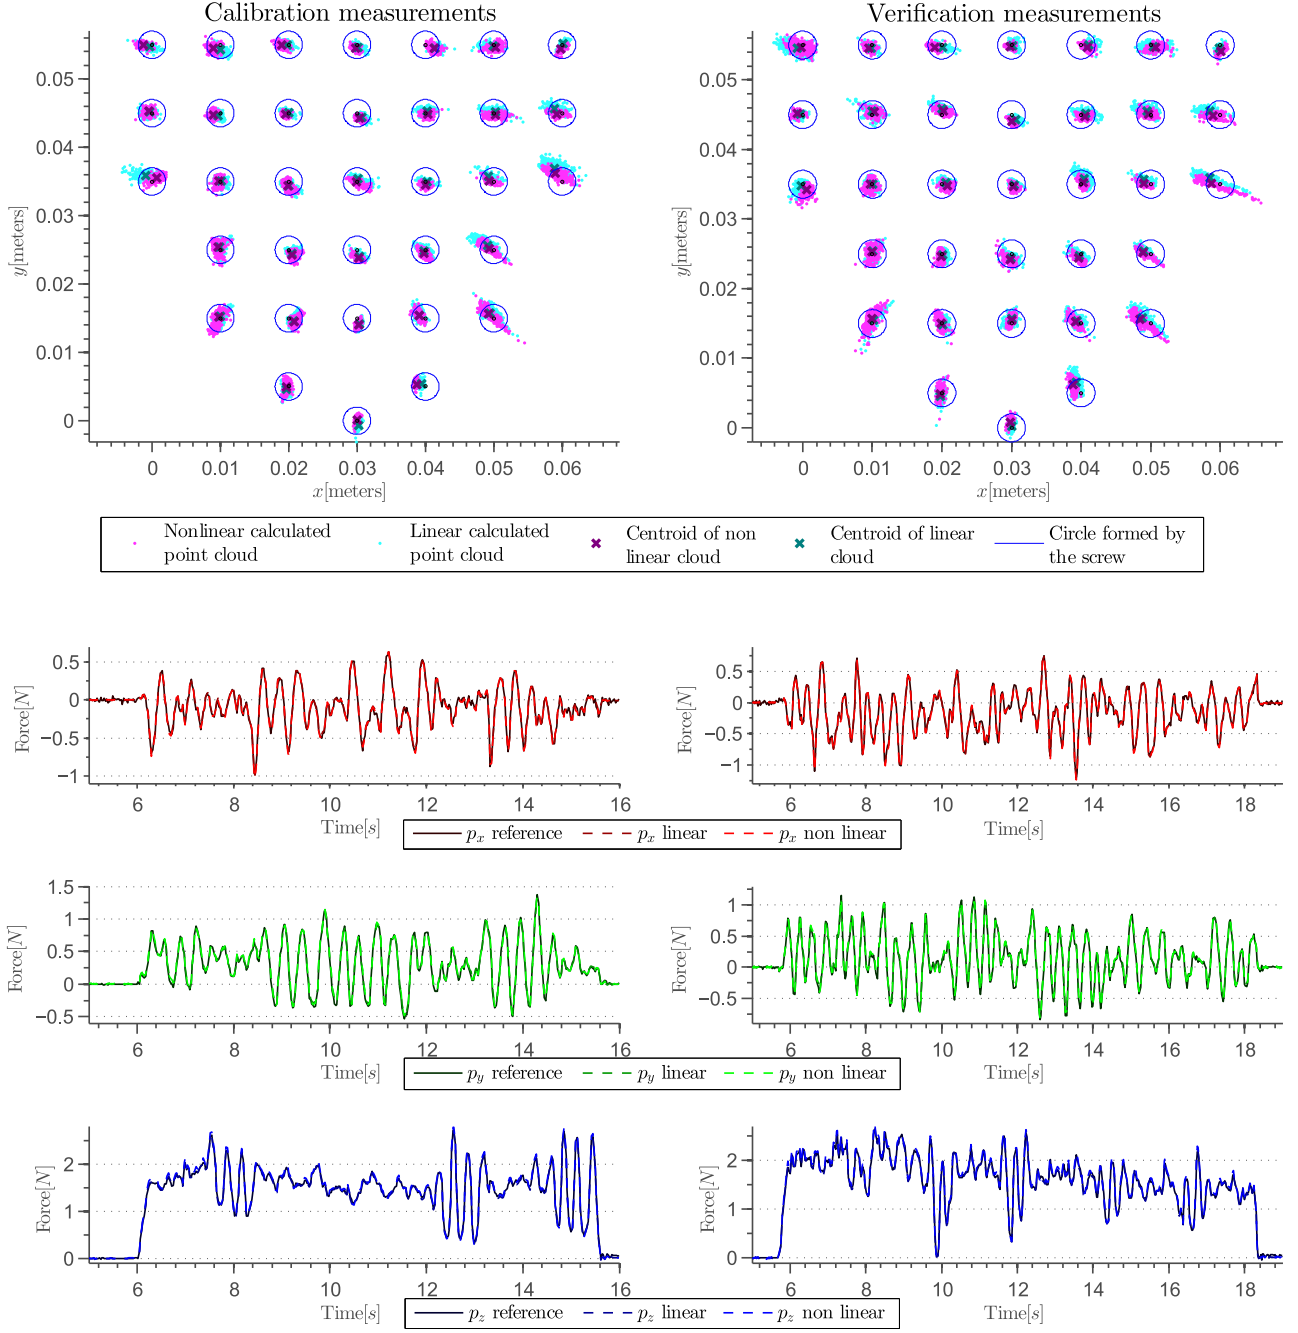 Calibration measurements
Verification measurements
0.05
0.04
0.03
0.02
0.01
0
y[meters]
0 0.01 0.02 0.03 0.04 0.05 0.06
x[meters]
0.05
0.04
0.03
0.02
0.01
0
y[meters]
0 0.01 0.02 0.03 0.04 0.05 0.06
x[meters]
Nonlinear calculated point cloud
Linear calculated point cloud
Centroid of non linear cloud
Centroid of linear cloud
Circle formed by the screw
0.5
0
−0.5
−1
Force[N]
6 8 10 12 14 16
Time[s]
0.5
0
−0.5
−1
Force[N]
6 8 10 12 14 16 18
Time[s]
px reference px linear px non linear
1.5
1
0.5
0
−0.5
Force[N]
6 8 10 12 14 16
Time[s]
1
0.5
0
−0.5
Force[N]
6 8 10 12 14 16 18
Time[s]
py reference py linear py non linear
2
1
0
Force[N]
6 8 10 12 14 16
Time[s]
2
1
0
Force[N]
6 8 10 12 14 16 18
Time[s]
pz reference pz linear pz non linear